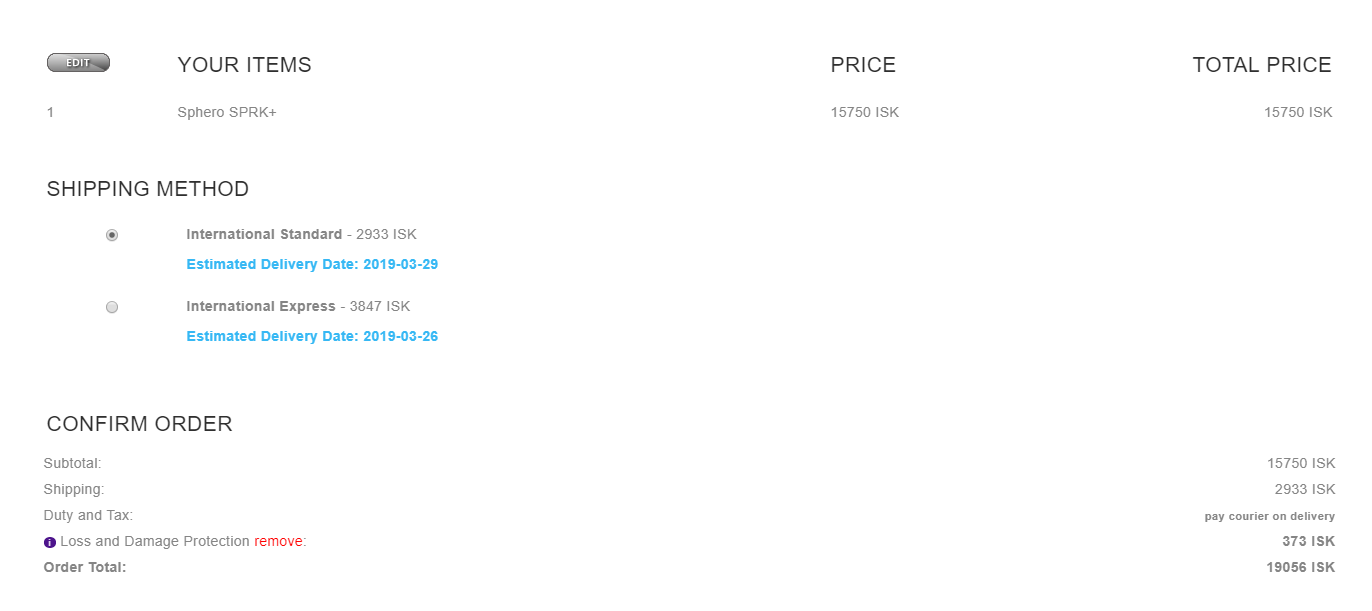 EDIT YOUR ITEMS PRICE TOTAL PRICE
1 Sphero SPRK+ 15750 ISK 15750 ISK
SHIPPING METHOD
International Standard - 2933 ISK
Estimated Delivery Date: 2019-03-29
International Express - 3847 ISK
Estimated Delivery Date: 2019-03-26
CONFIRM ORDER
Subtotal: 15750 ISK
Shipping: 2933 ISK
Duty and Tax: pay courier on delivery
i Loss and Damage Protection remove: 373 ISK
Order Total: 19056 ISK